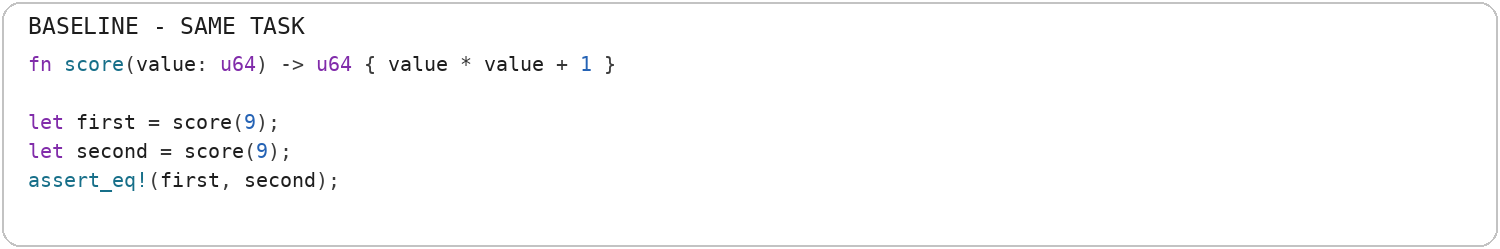 BASELINE - SAME TASK
fn score(value: u64) -> u64 { value * value + 1 }
let first = score(9);
let second = score(9);
assert_eq!(first, second);